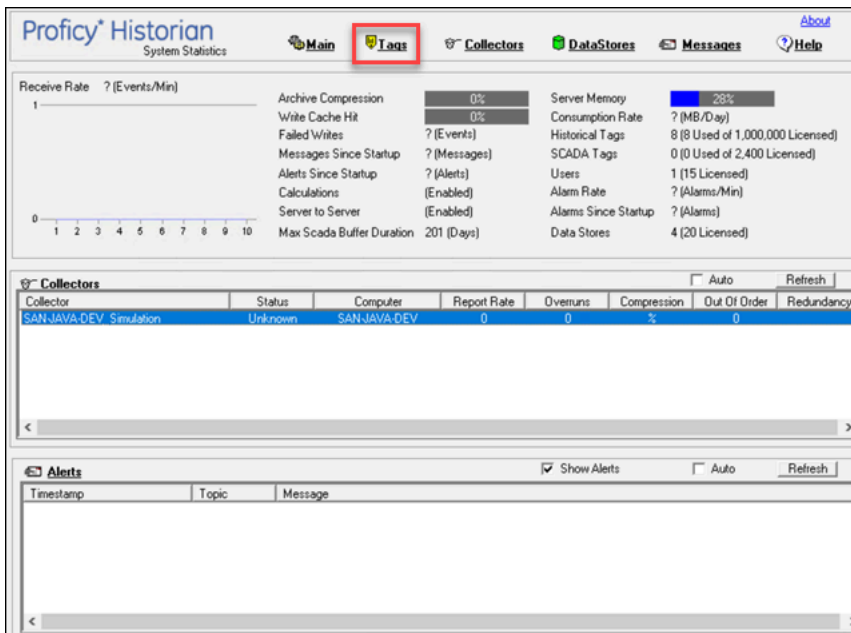 Proficy* Historian
System Statistics
About
Main Tags Collectors DataStores Messages Help
Receive Rate ? (Events/Min)
1
0
1 2 3 4 5 6 7 8 9 10
Archive Compression 0%
Write Cache Hit 0%
Failed Writes ? (Events)
Messages Since Startup ? (Messages)
Alerts Since Startup ? (Alerts)
Calculations (Enabled)
Server to Server (Enabled)
Max Scada Buffer Duration 201 (Days)
Server Memory 28%
Consumption Rate ? (MB/Day)
Historical Tags 8 (8 Used of 1,000,000 Licensed)
SCADA Tags 0 (0 Used of 2,400 Licensed)
Users 1 (15 Licensed)
Alarm Rate ? (Alarms/Min)
Alarms Since Startup ? (Alarms)
Data Stores 4 (20 Licensed)
Collectors Auto Refresh
Collector Status Computer Report Rate Overruns Compression Out Of Order Redundancy
SAN-JAVA-DEV_Simulation Unknown SAN-JAVA-DEV 0 0 % 0
Alerts Show Alerts Auto Refresh
Timestamp Topic Message